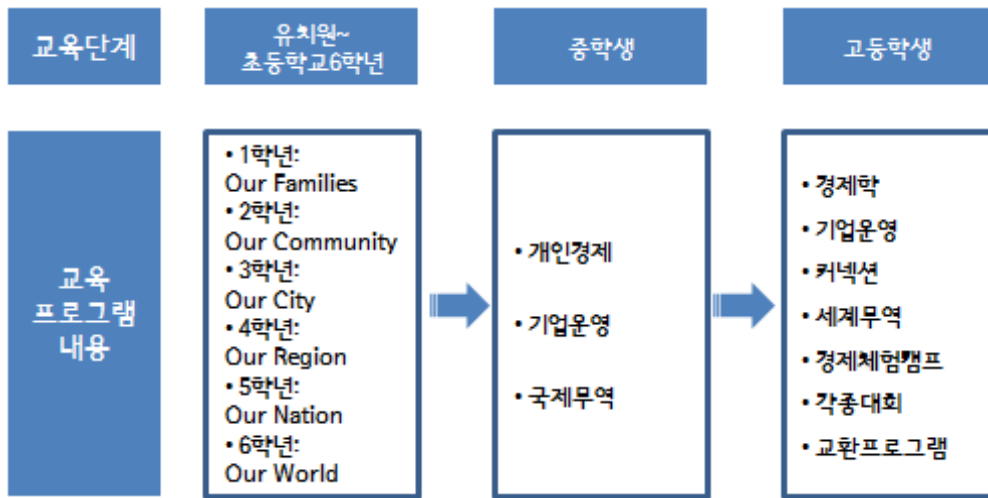 교육단계
유치원~
초등학교6학년
중학생
고등학생
교육
프로그램
내용
• 1학년:
Our Families
• 2학년:
Our Community
• 3학년:
Our City
• 4학년:
Our Region
• 5학년:
Our Nation
• 6학년:
Our World
• 개인경제
• 기업운영
• 국제무역
• 경제학
• 기업운영
• 커넥션
• 세계무역
• 경제체험캠프
• 각종대회
• 교환프로그램